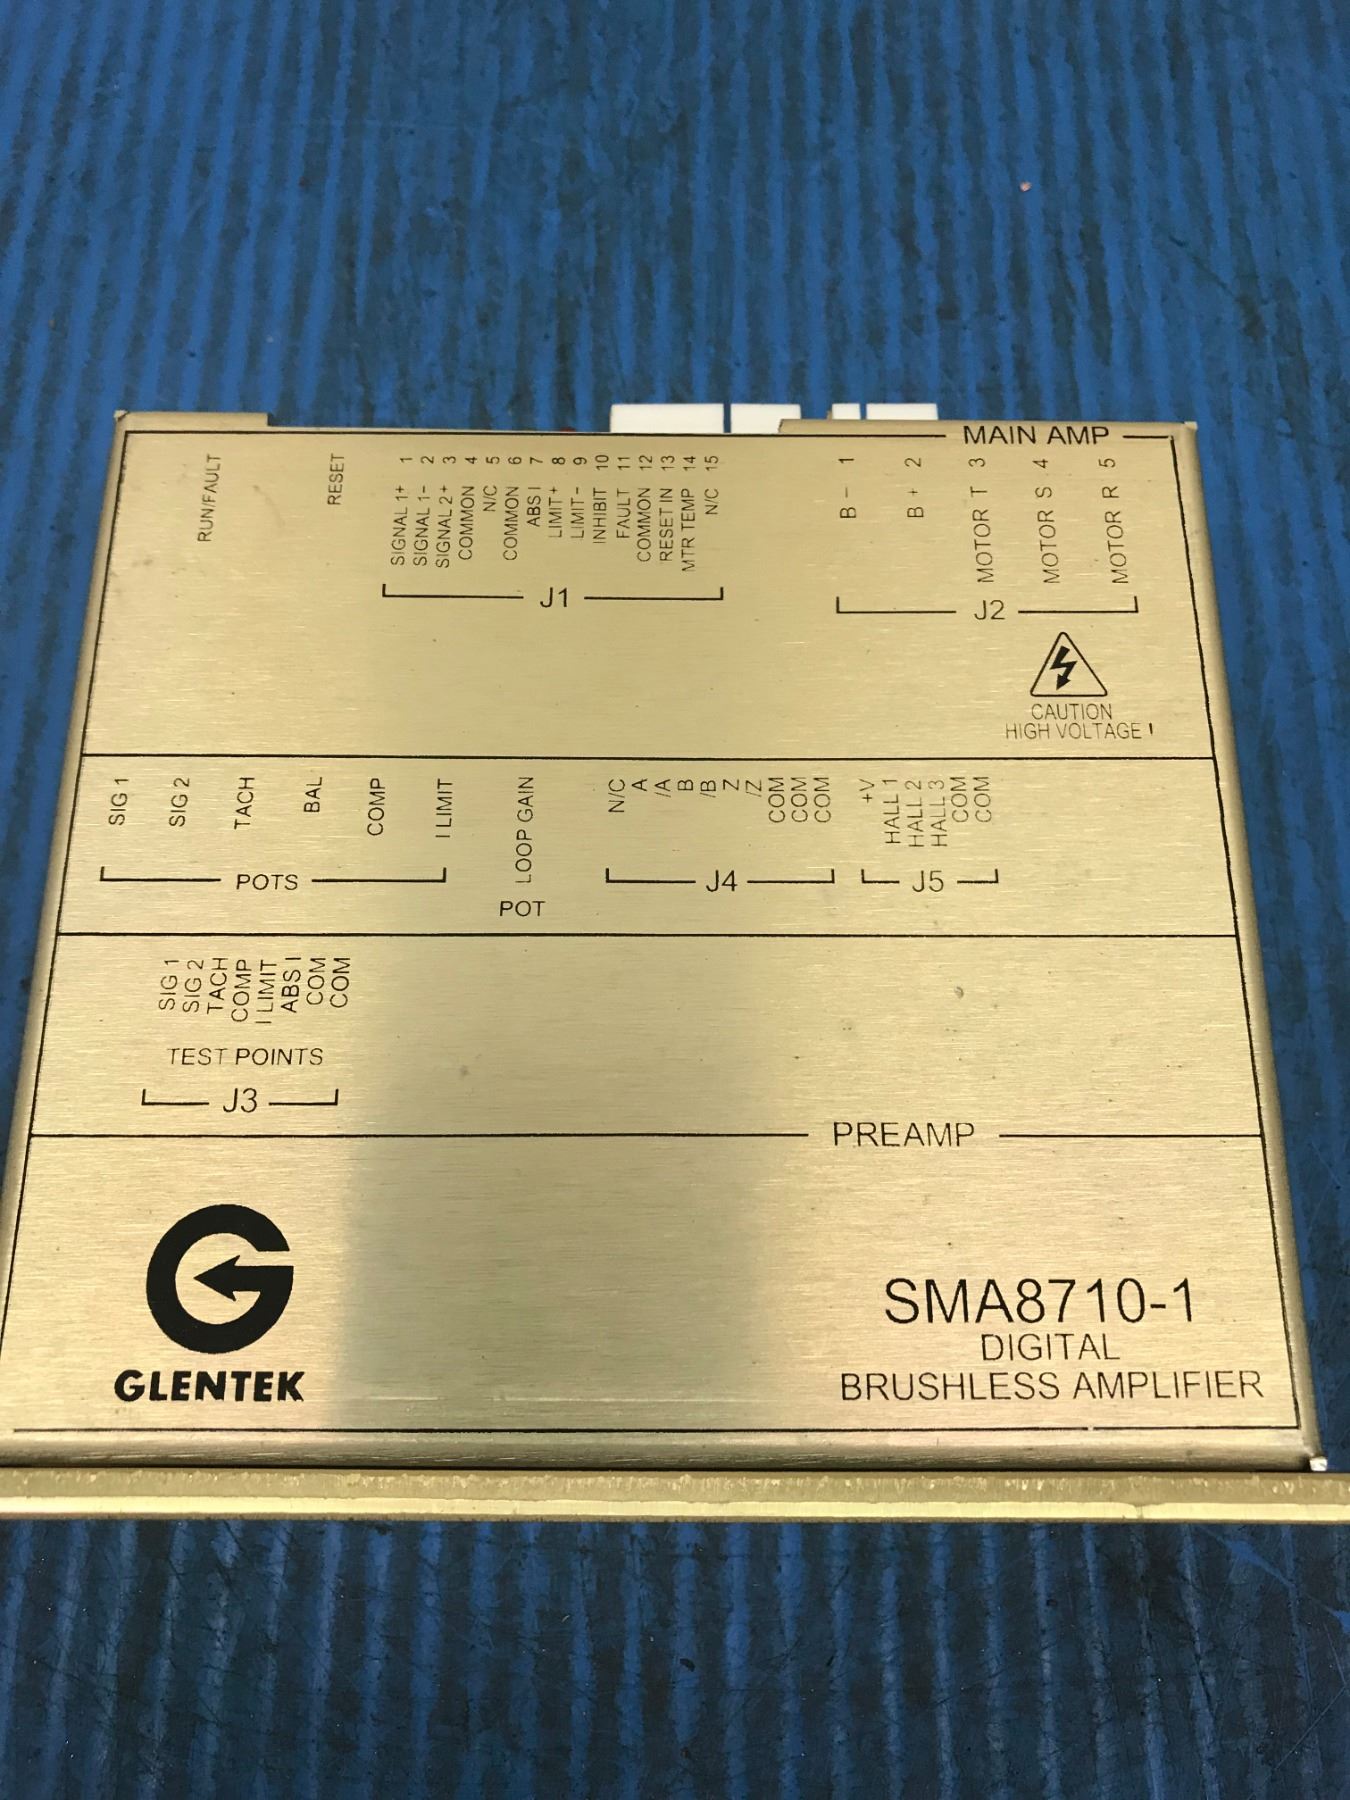 MAIN AMP
RUN/FAULT
RESET
SIGNAL 1+ 1
SIGNAL 1- 2
SIGNAL 2+ 3
COMMON 4
N/C 5
COMMON 6
ABS I 7
LIMIT+ 8
LIMIT- 9
INHIBIT 10
FAULT 11
COMMON 12
RESET IN 13
MTR TEMP 14
N/C 15
J1
B - 1
B + 2
MOTOR T 3
MOTOR S 4
MOTOR R 5
J2
CAUTION
HIGH VOLTAGE !
SIG 1
SIG 2
TACH
BAL
COMP
I LIMIT
POTS
LOOP GAIN
POT
N/C
A
/A
B
/B
Z
/Z
COM
COM
COM
J4
+V
HALL 1
HALL 2
HALL 3
COM
COM
J5
SIG 1
SIG 2
TACH
COMP
I LIMIT
ABS I
COM
COM
TEST POINTS
J3
PREAMP
GLENTEK
SMA8710-1
DIGITAL
BRUSHLESS AMPLIFIER